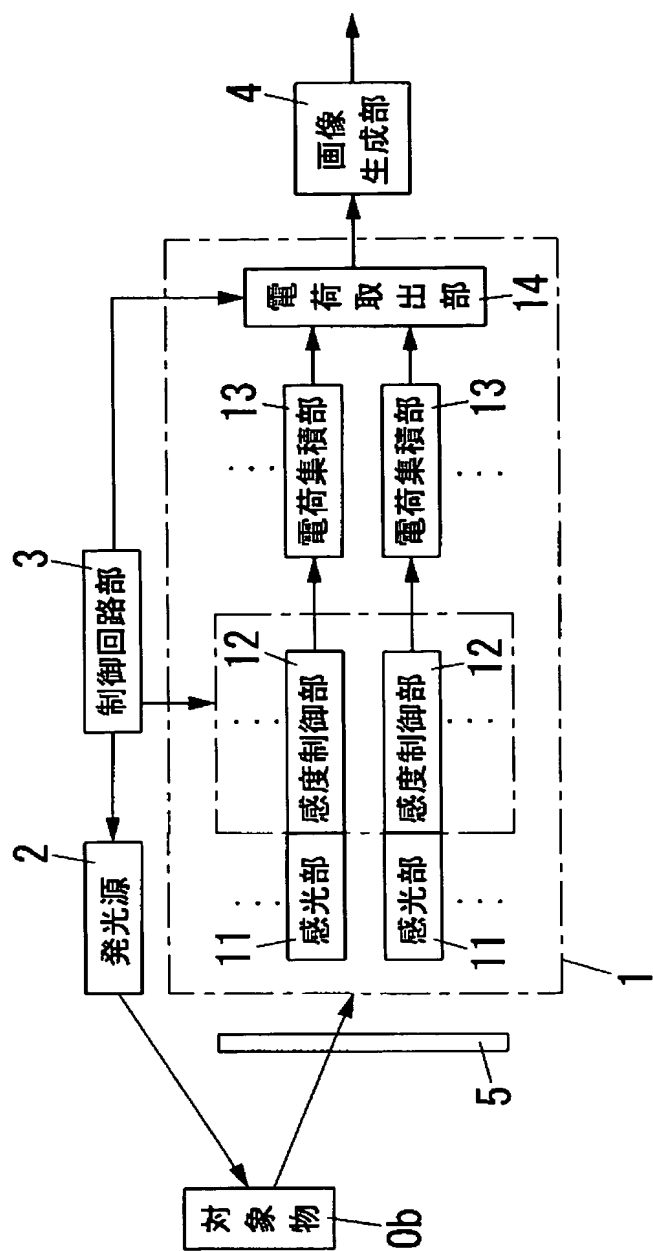 対象物
Ob
5
発光源
2
制御回路部
3
1
感光部
11
感度制御部
12
電荷集積部
13
感光部
11
感度制御部
12
電荷集積部
13
電荷取出部
14
画像
生成部
4